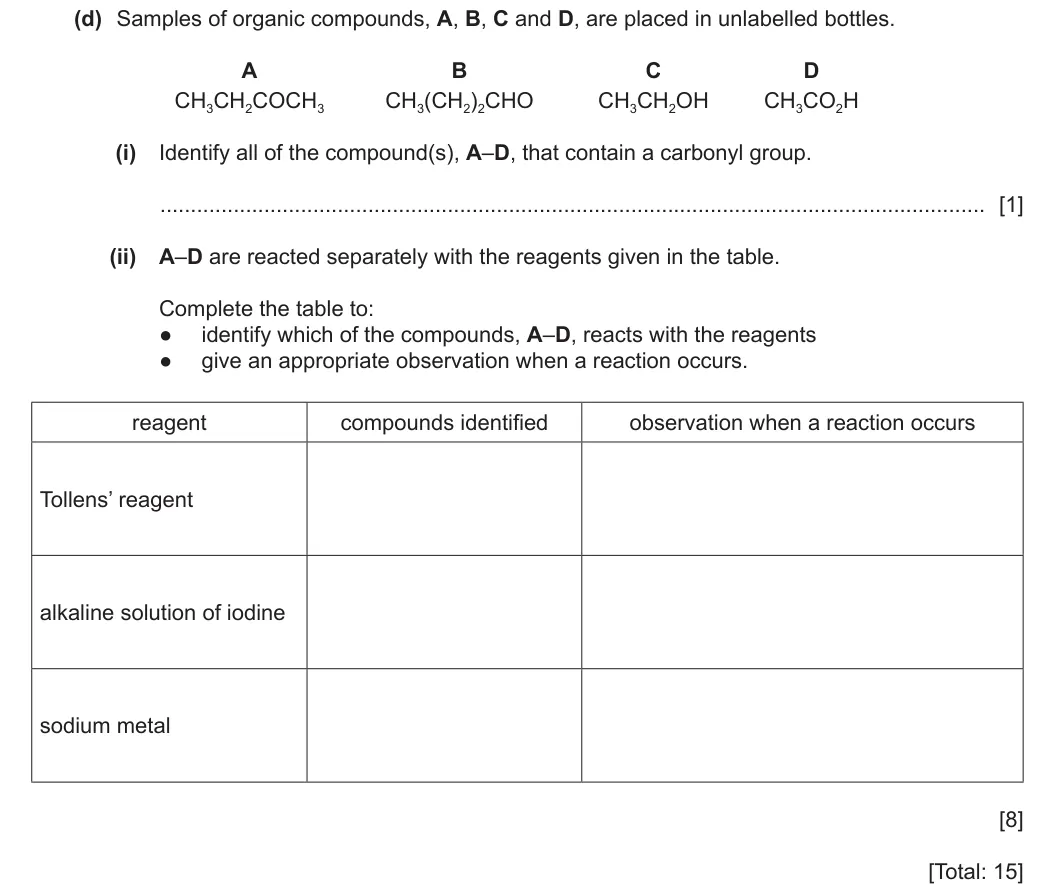 (d) Samples of organic compounds, A, B, C and D, are placed in unlabelled bottles.
A B C D
CH₃CH₂COCH₃ CH₃(CH₂)₂CHO CH₃CH₂OH CH₃CO₂H
(i) Identify all of the compound(s), A–D, that contain a carbonyl group.
.......................................................................................................................................... [1]
(ii) A–D are reacted separately with the reagents given in the table.
Complete the table to:
● identify which of the compounds, A–D, reacts with the reagents
● give an appropriate observation when a reaction occurs.
reagent compounds identified observation when a reaction occurs
Tollens’ reagent
alkaline solution of iodine
sodium metal
[8]
[Total: 15]